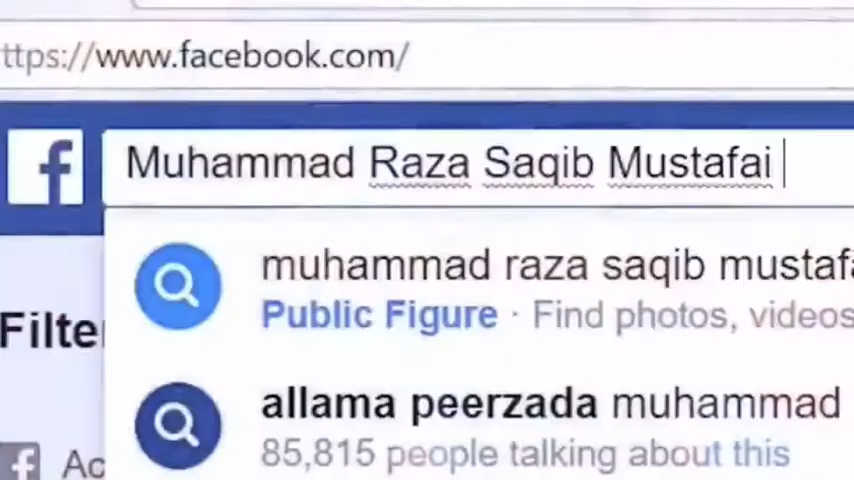 ttps://www.facebook.com/
f Muhammad Raza Saqib Mustafai
muhammad raza saqib mustafa
Public Figure · Find photos, videos
Filte
allama peerzada muhammad
85,815 people talking about this
f Ac